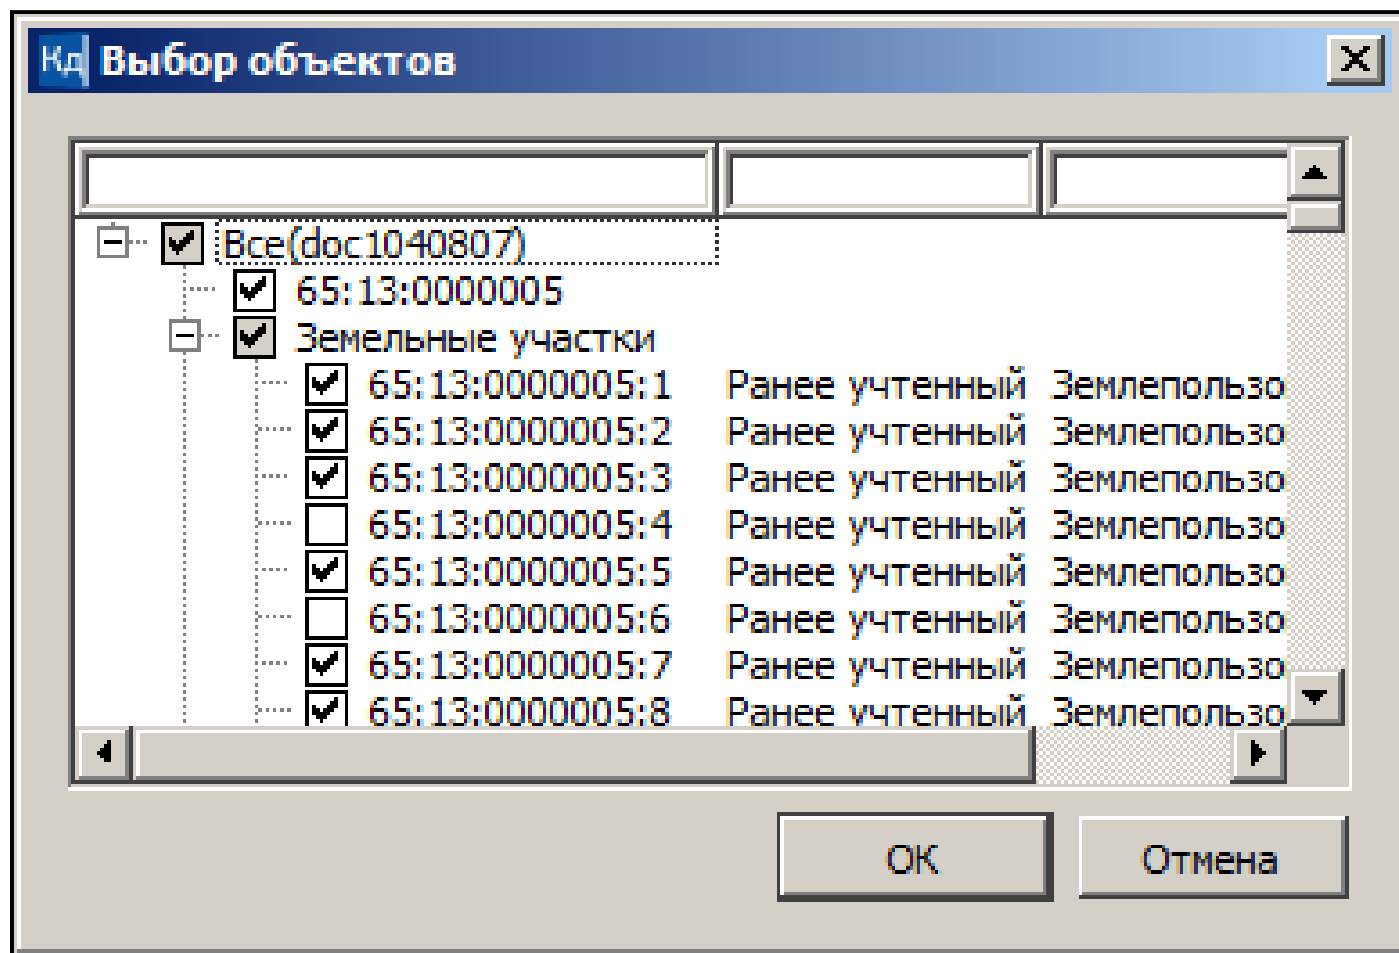 Кд Выбор объектов
Все(doc1040807)
65:13:0000005
Земельные участки
65:13:0000005:1 Ранее учтенный Землепользо
65:13:0000005:2 Ранее учтенный Землепользо
65:13:0000005:3 Ранее учтенный Землепользо
65:13:0000005:4 Ранее учтенный Землепользо
65:13:0000005:5 Ранее учтенный Землепользо
65:13:0000005:6 Ранее учтенный Землепользо
65:13:0000005:7 Ранее учтенный Землепользо
65:13:0000005:8 Ранее учтенный Землепользо
ОК Отмена